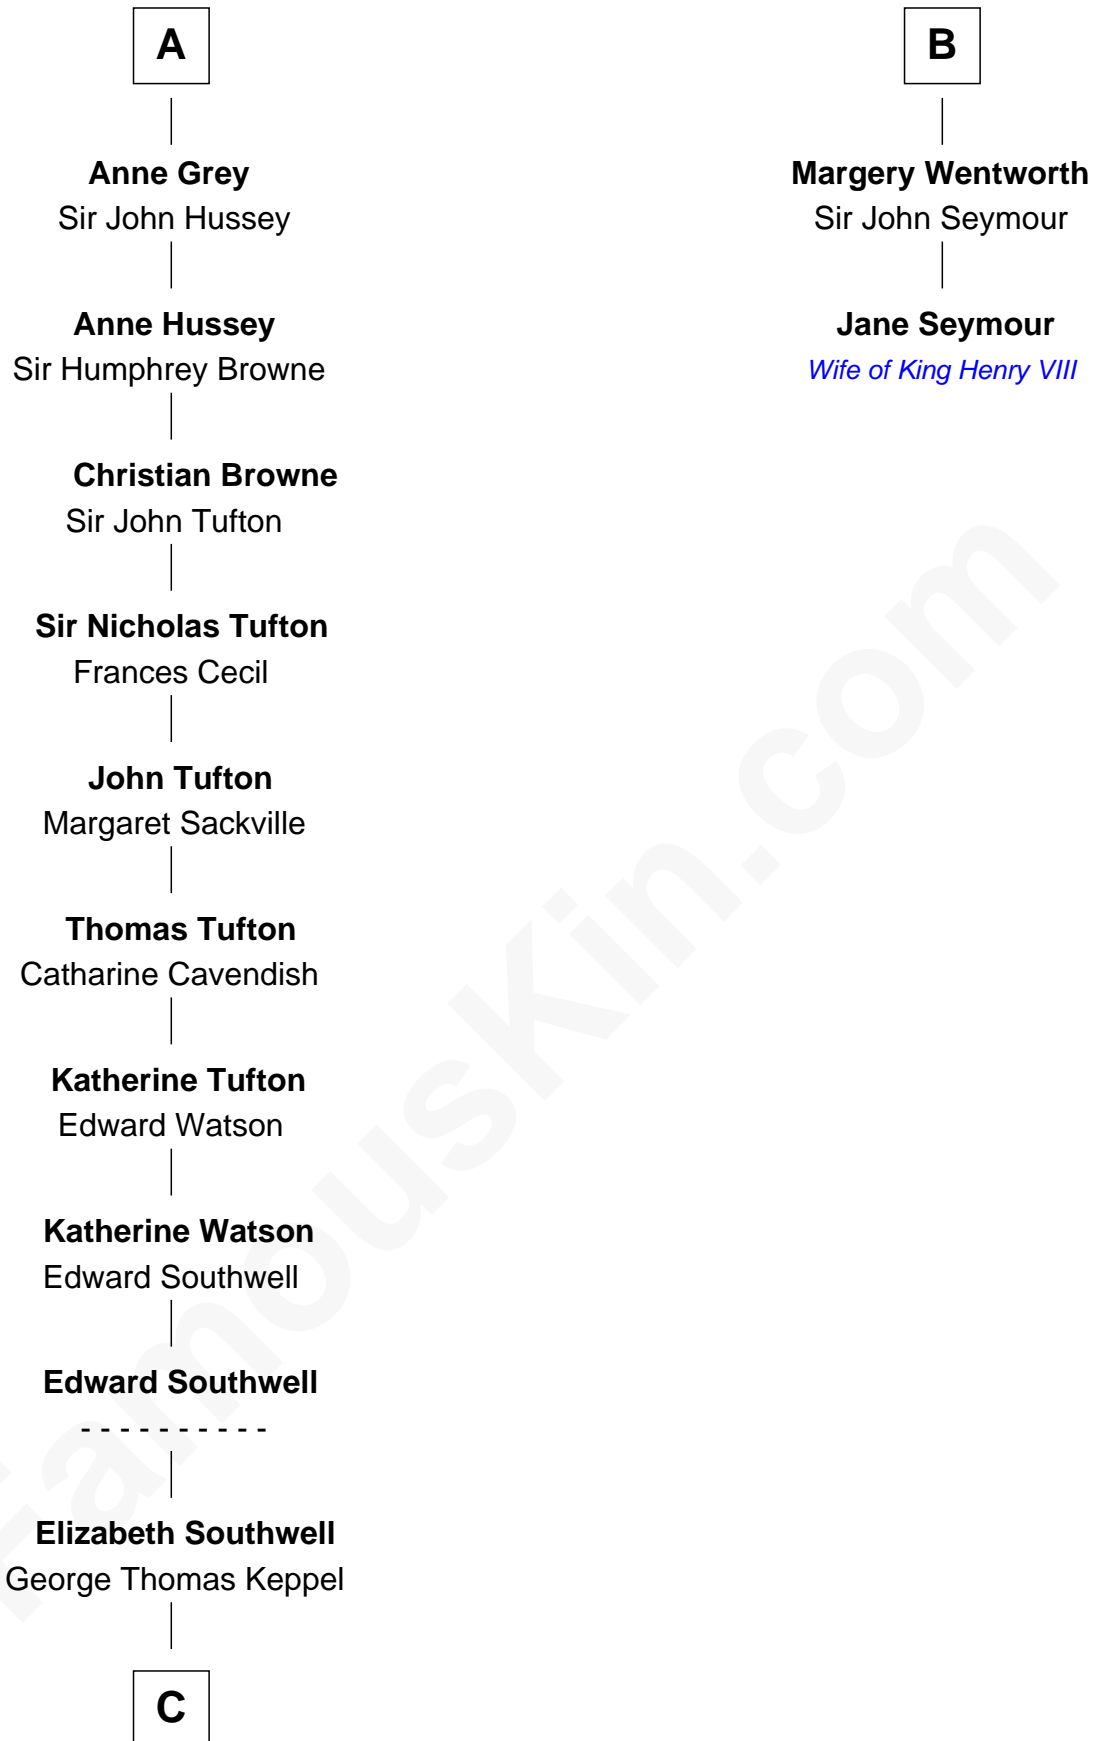 A
Anne Grey
Sir John Hussey
Anne Hussey
Sir Humphrey Browne
Christian Browne
Sir John Tufton
Sir Nicholas Tufton
Frances Cecil
John Tufton
Margaret Sackville
Thomas Tufton
Catharine Cavendish
Katherine Tufton
Edward Watson
Katherine Watson
Edward Southwell
Edward Southwell
- - - - - - - - - -
Elizabeth Southwell
George Thomas Keppel
C
B
Margery Wentworth
Sir John Seymour
Jane Seymour
Wife of King Henry VIII
FamousKin.com